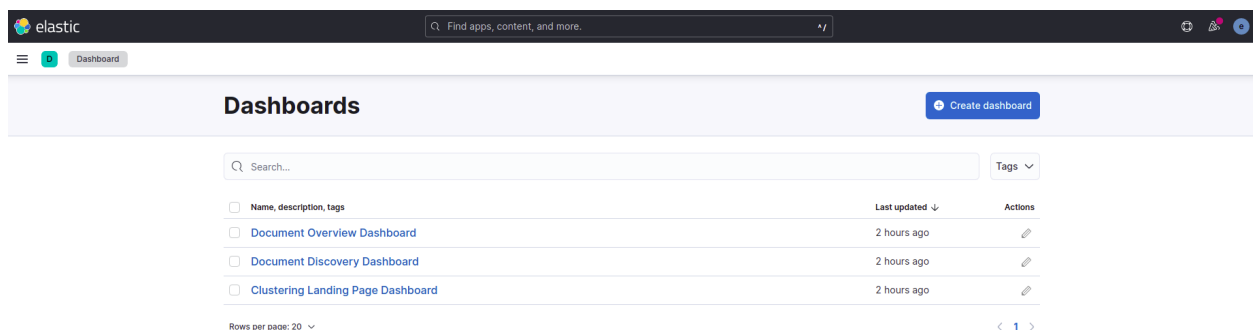 elastic Find apps, content, and more. ^/ e
D Dashboard
Dashboards Create dashboard
Search... Tags
Name, description, tags Last updated Actions
Document Overview Dashboard 2 hours ago
Document Discovery Dashboard 2 hours ago
Clustering Landing Page Dashboard 2 hours ago
Rows per page: 20 < 1 >